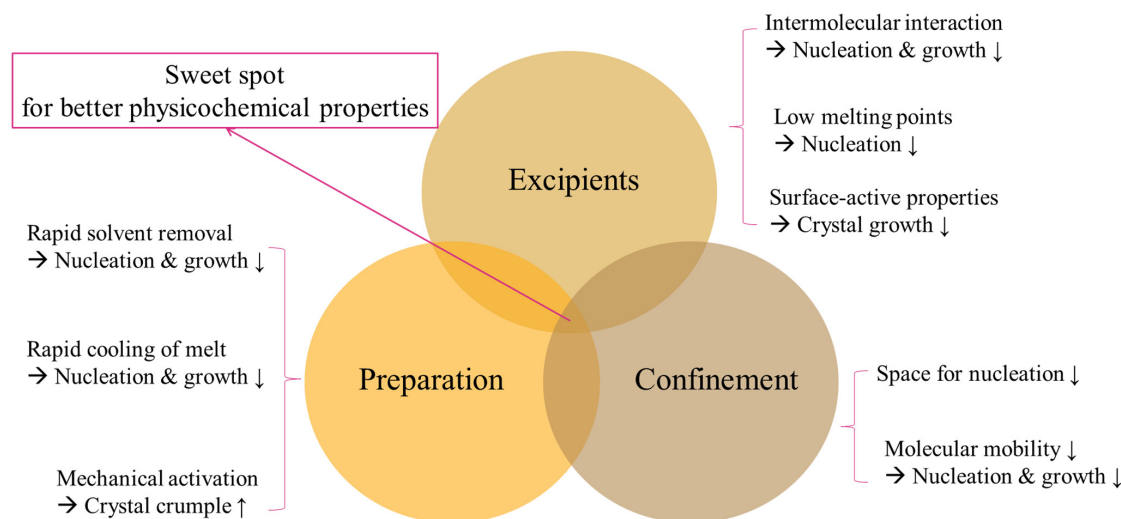 Sweet spot
for better physicochemical properties
Intermolecular interaction
→ Nucleation & growth ↓
Low melting points
→ Nucleation ↓
Surface-active properties
→ Crystal growth ↓
Excipients
Rapid solvent removal
→ Nucleation & growth ↓
Rapid cooling of melt
→ Nucleation & growth ↓
Mechanical activation
→ Crystal crumple ↑
Preparation
Confinement
Space for nucleation ↓
Molecular mobility ↓
→ Nucleation & growth ↓